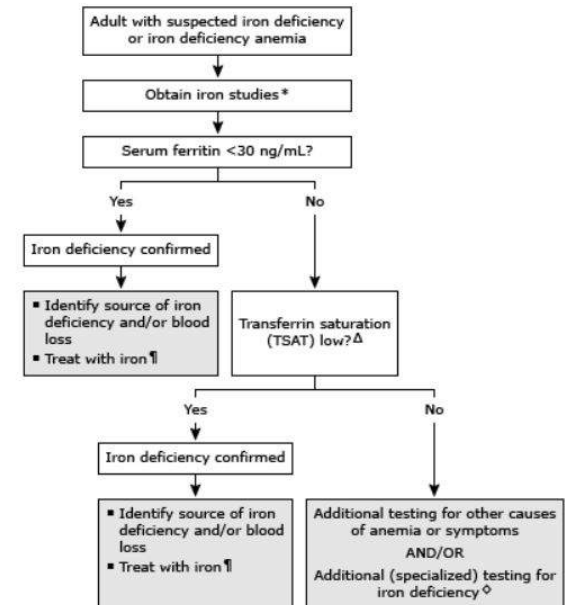 Adult with suspected iron deficiency
or iron deficiency anemia
Obtain iron studies*
Serum ferritin <30 ng/mL?
Yes
No
Iron deficiency confirmed
▪ Identify source of iron
deficiency and/or blood
loss
▪ Treat with iron¶
Transferrin saturation
(TSAT) low?Δ
Yes
No
Iron deficiency confirmed
▪ Identify source of iron
deficiency and/or blood
loss
▪ Treat with iron¶
Additional testing for other causes
of anemia or symptoms
AND/OR
Additional (specialized) testing for
iron deficiency◊